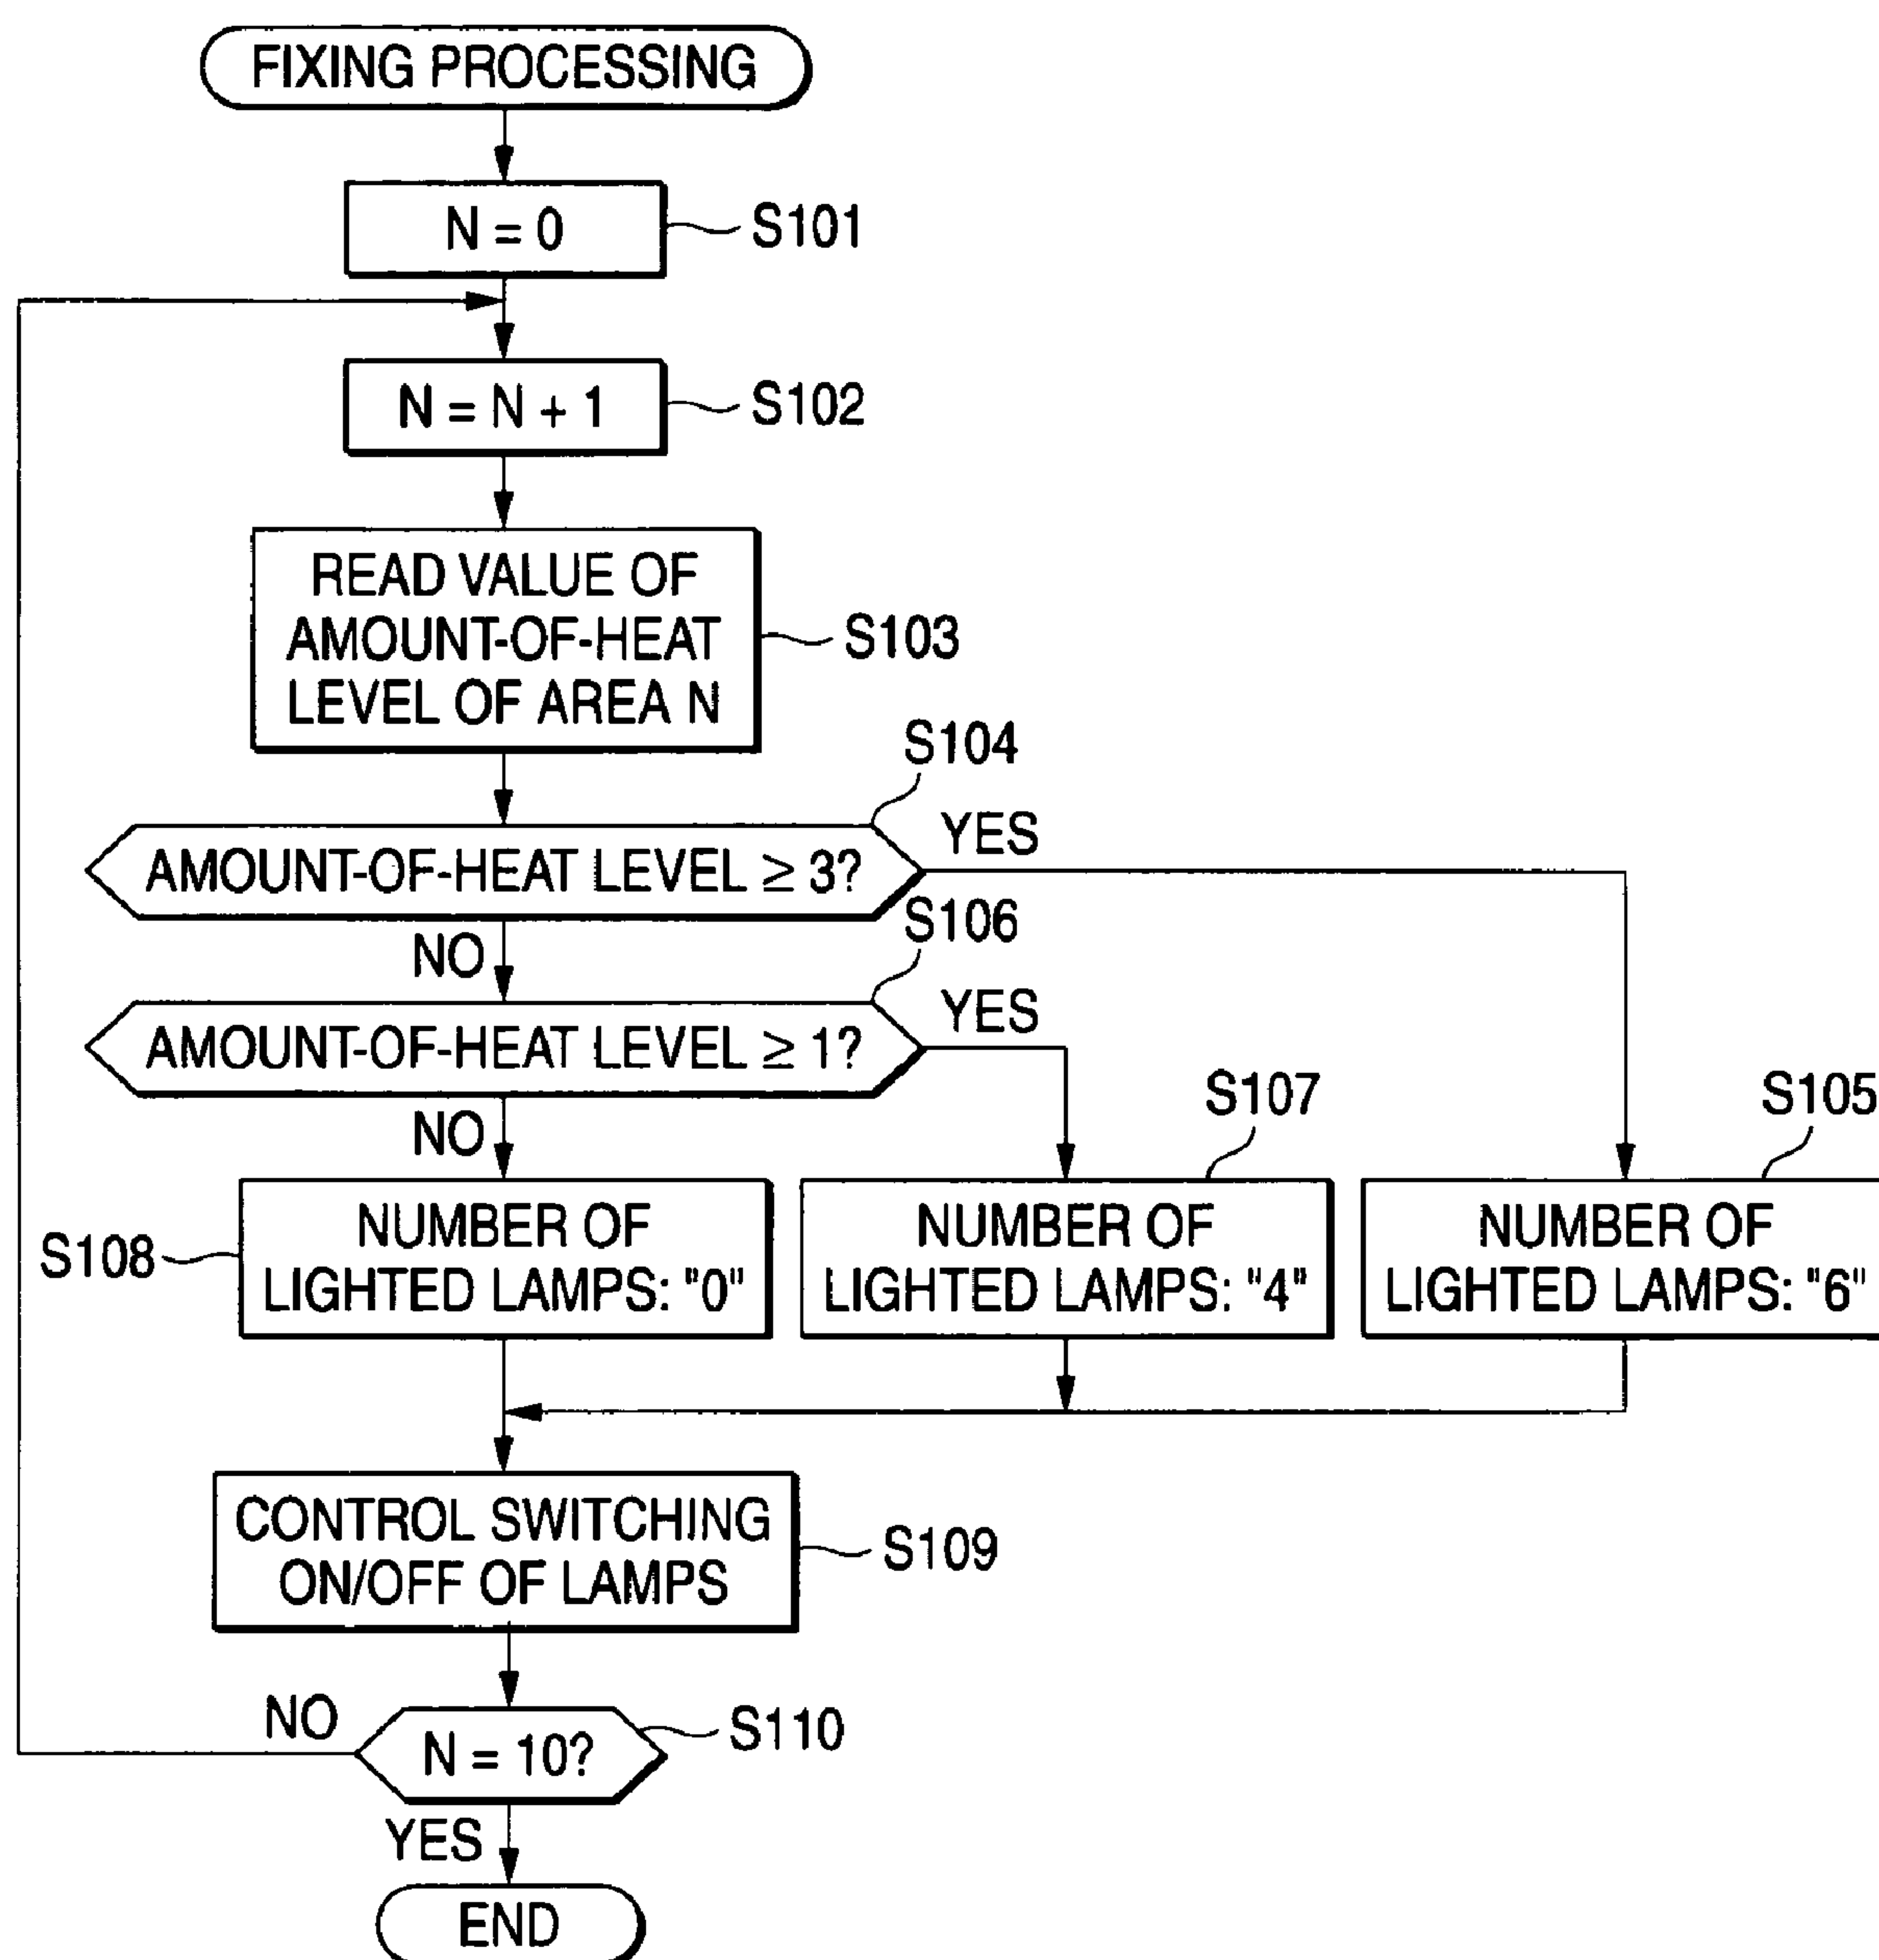 FIXING PROCESSING
N = 0
S101
N = N + 1
S102
READ VALUE OF
AMOUNT-OF-HEAT
LEVEL OF AREA N
S103
S104
AMOUNT-OF-HEAT LEVEL ≥ 3?
YES
NO
S106
AMOUNT-OF-HEAT LEVEL ≥ 1?
YES
NO
S107
S105
S108
NUMBER OF
LIGHTED LAMPS: "0"
NUMBER OF
LIGHTED LAMPS: "4"
NUMBER OF
LIGHTED LAMPS: "6"
CONTROL SWITCHING
ON/OFF OF LAMPS
S109
NO
N = 10?
S110
YES
END